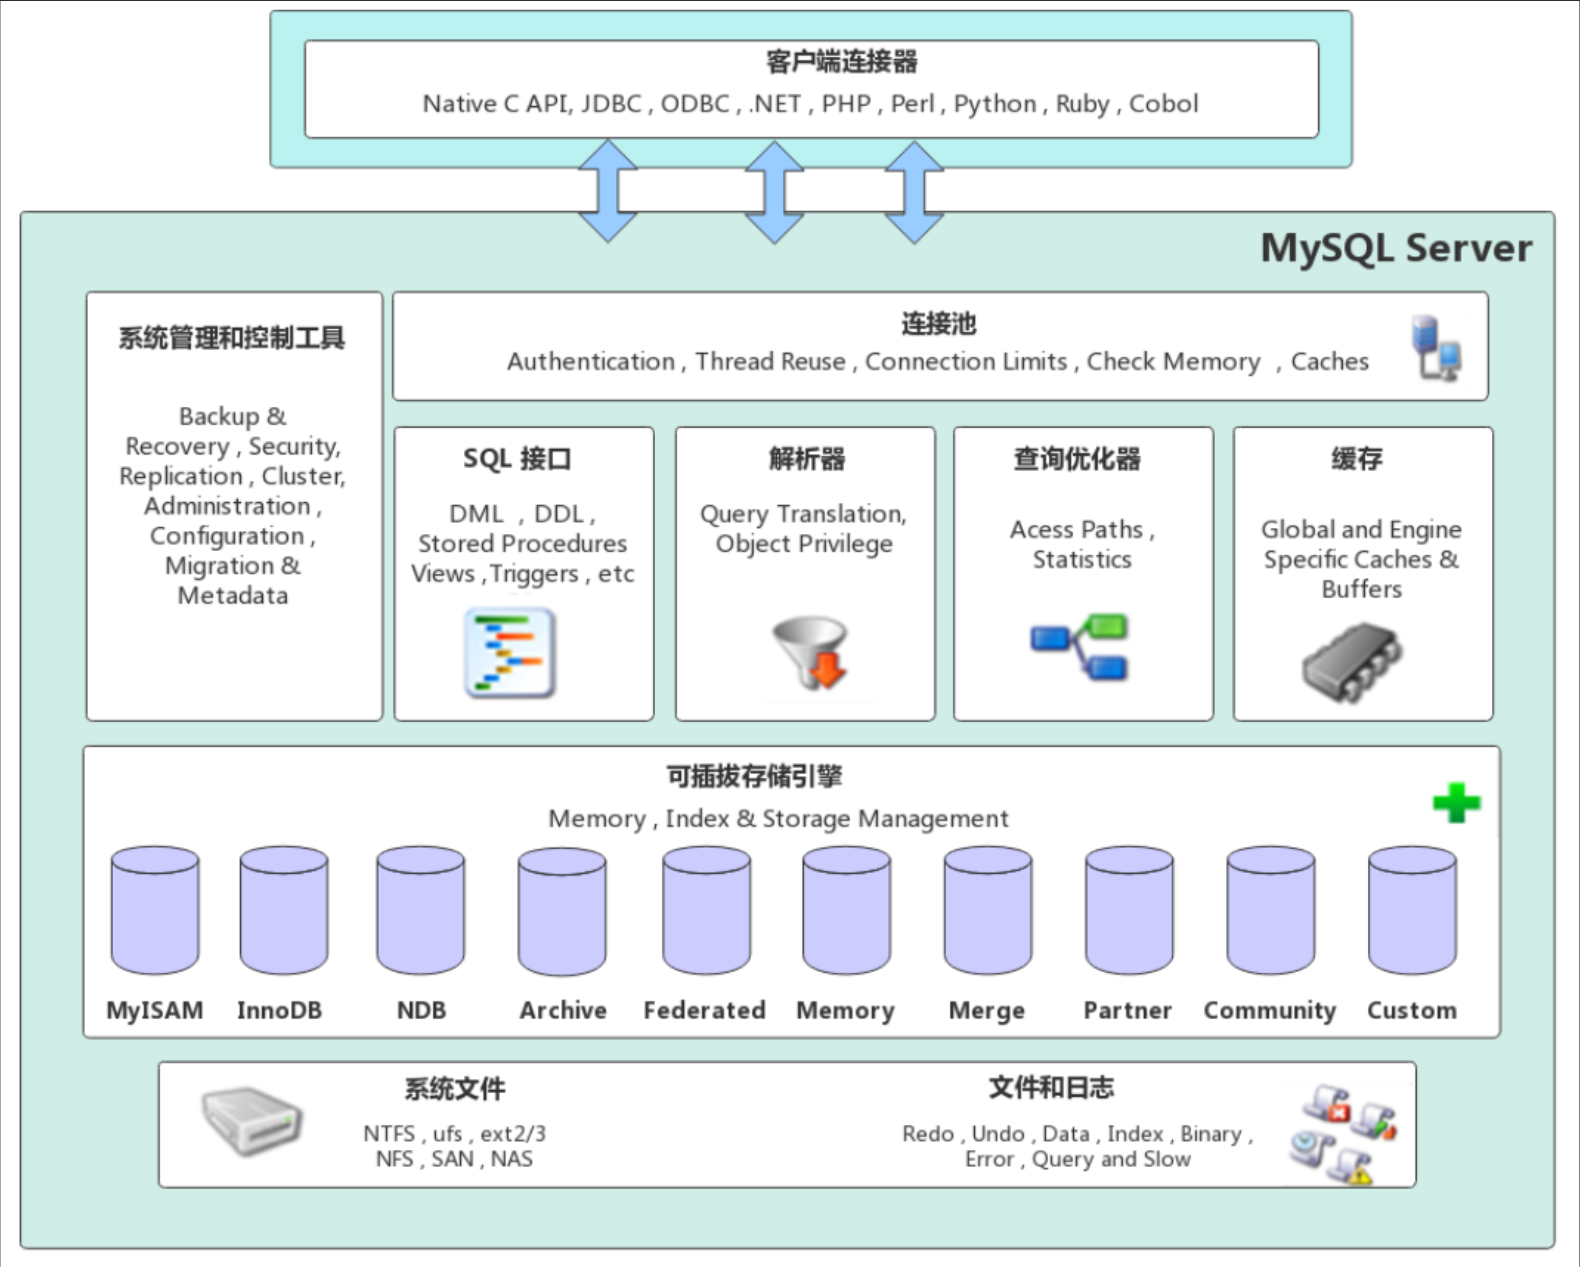 客户端连接器
Native C API, JDBC , ODBC , .NET , PHP , Perl , Python , Ruby , Cobol
MySQL Server
系统管理和控制工具
Backup &
Recovery , Security,
Replication , Cluster,
Administration ,
Configuration ,
Migration &
Metadata
连接池
Authentication , Thread Reuse , Connection Limits , Check Memory , Caches
SQL 接口
DML , DDL ,
Stored Procedures
Views ,Triggers , etc
解析器
Query Translation,
Object Privilege
查询优化器
Acess Paths ,
Statistics
缓存
Global and Engine
Specific Caches &
Buffers
可插拔存储引擎
Memory , Index & Storage Management
MyISAM InnoDB NDB Archive Federated Memory Merge Partner Community Custom
系统文件
NTFS , ufs , ext2/3
NFS , SAN , NAS
文件和日志
Redo , Undo , Data , Index , Binary ,
Error , Query and Slow